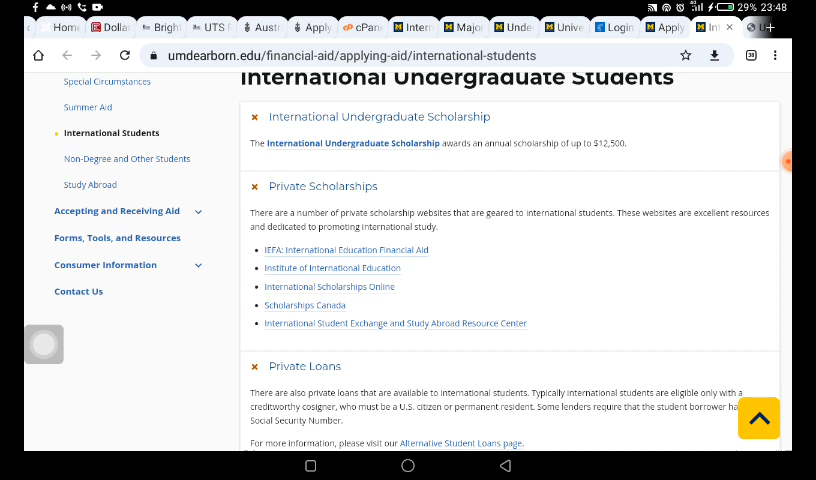 29% 23:48
Home
Dolla
Bright
UTS F
Austr
Apply
cPan
Intern
Major
Unde
Unive
Login
Apply
Int
U
umdearborn.edu/financial-aid/applying-aid/international-students
38
International Undergraduate Students
Special Circumstances
Summer Aid
International Students
Non-Degree and Other Students
Study Abroad
Accepting and Receiving Aid
Forms, Tools, and Resources
Consumer Information
Contact Us
International Undergraduate Scholarship
The International Undergraduate Scholarship awards an annual scholarship of up to $12,500.
Private Scholarships
There are a number of private scholarship websites that are geared to international students. These websites are excellent resources
and dedicated to promoting international study.
IEFA: International Education Financial Aid
Institute of International Education
International Scholarships Online
Scholarships Canada
International Student Exchange and Study Abroad Resource Center
Private Loans
There are also private loans that are available to international students. Typically international students are eligible only with a
creditworthy cosigner, who must be a U.S. citizen or permanent resident. Some lenders require that the student borrower ha
Social Security Number.
For more information, please visit our Alternative Student Loans page.